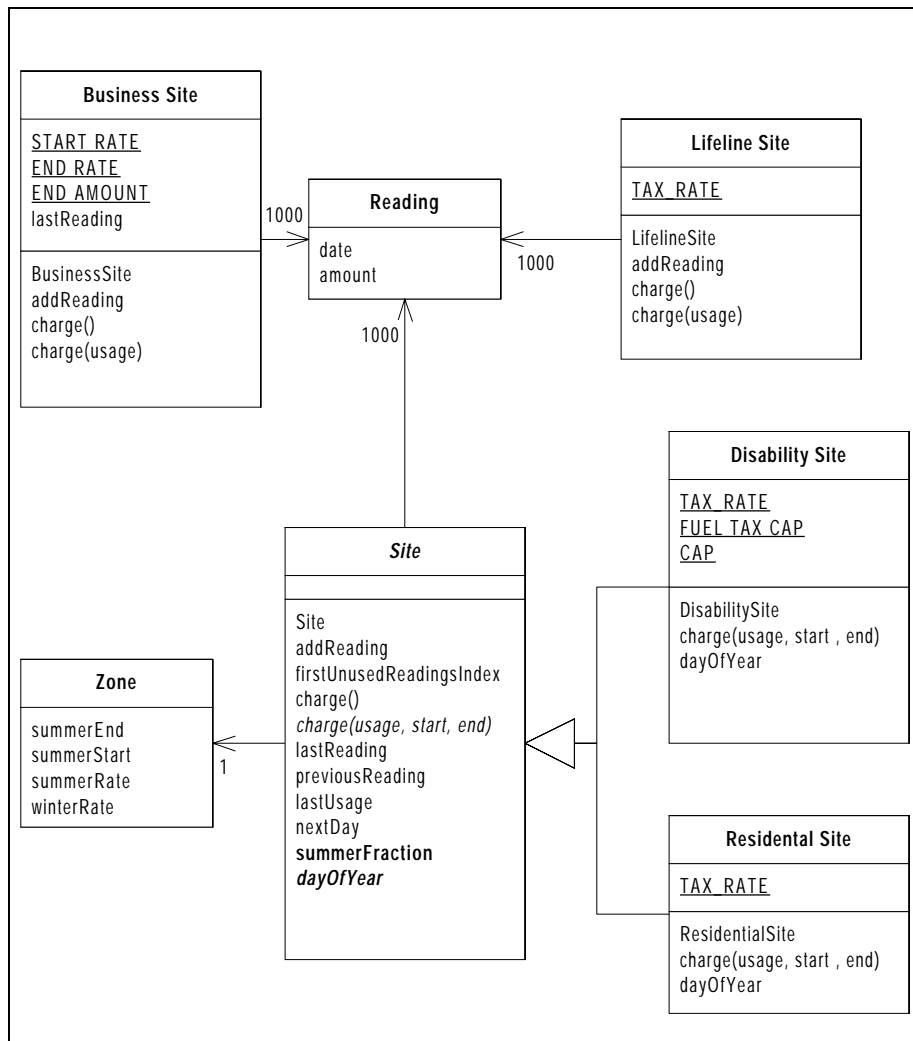 Business Site
START RATE
END RATE
END AMOUNT
lastReading
BusinessSite
addReading
charge()
charge(usage)
1000
Reading
date
amount
1000
1000
Lifeline Site
TAX_RATE
LifelineSite
addReading
charge()
charge(usage)
Disability Site
TAX_RATE
FUEL TAX CAP
CAP
DisabilitySite
charge(usage, start , end)
dayOfYear
Site
Site
addReading
firstUnusedReadingsIndex
charge()
charge(usage, start, end)
lastReading
previousReading
lastUsage
nextDay
summerFraction
dayOfYear
Zone
summerEnd
summerStart
summerRate
winterRate
1
Residental Site
TAX_RATE
ResidentialSite
charge(usage, start , end)
dayOfYear